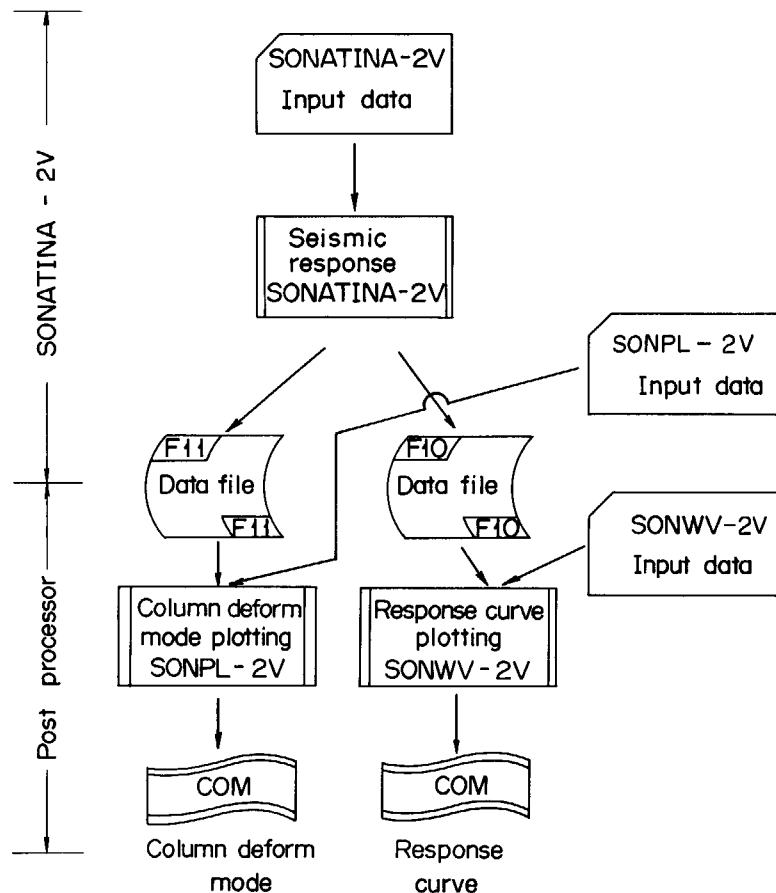 SONATINA-2V
Input data
SONATINA - 2V
Seismic
response
SONATINA-2V
SONPL - 2V
Input data
F11
Data file
F11
F10
Data file
F10
SONWV-2V
Input data
Post processor
Column deform
mode plotting
SONPL - 2V
Response curve
plotting
SONWV - 2V
COM
COM
Column deform
mode
Response
curve